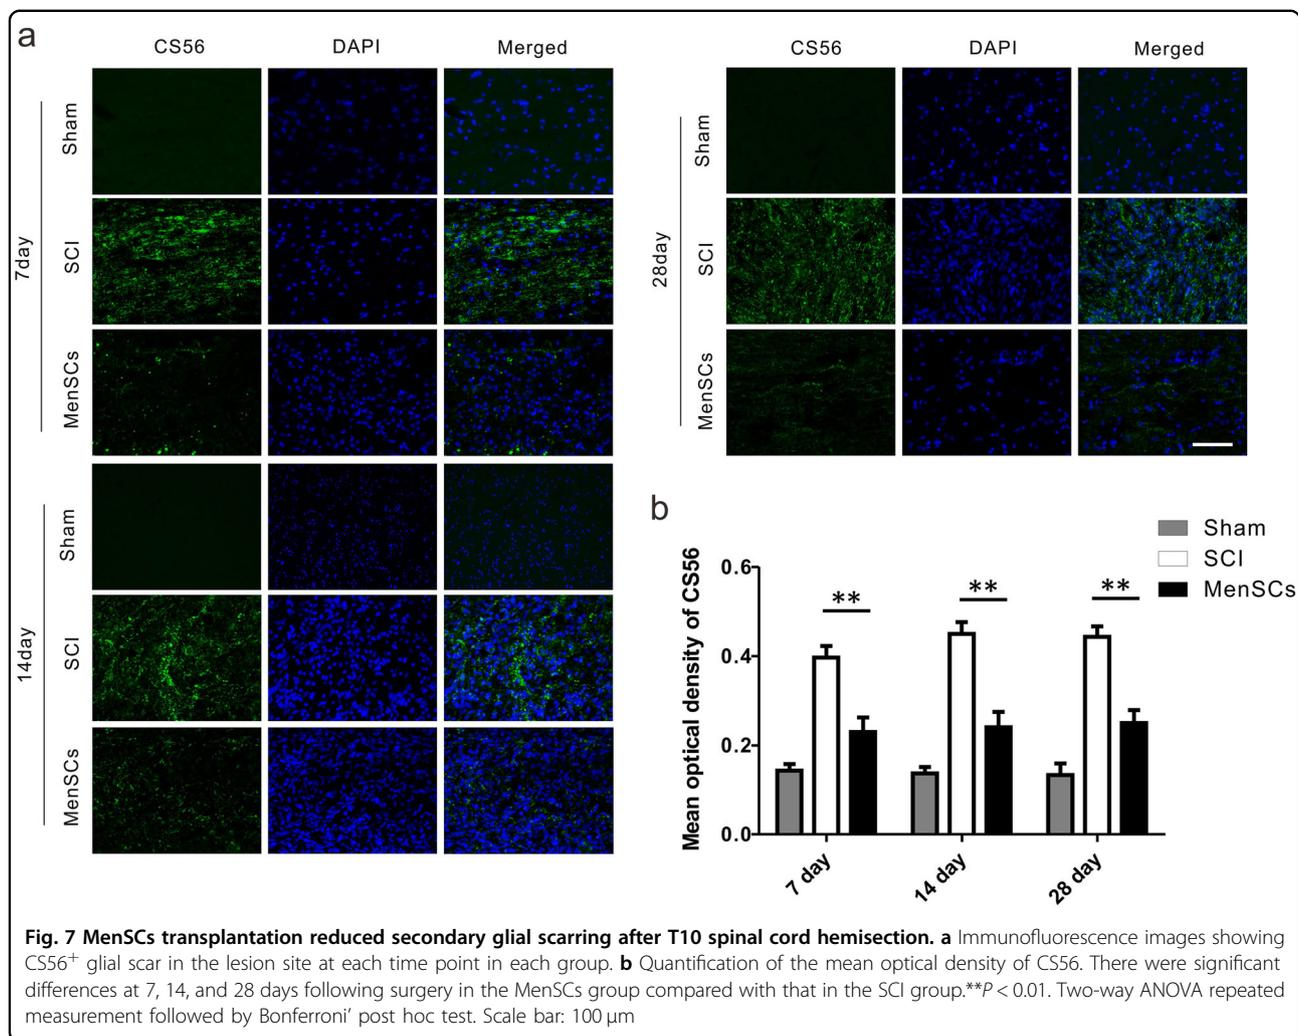 a
CS56 DAPI Merged
7day
Sham
SCI
MenSCs
14day
Sham
SCI
MenSCs
CS56 DAPI Merged
28day
Sham
SCI
MenSCs
b
Sham
SCI
MenSCs
Mean optical density of CS56
0.6
0.4
0.2
0.0
** ** **
7 day 14 day 28 day
Fig. 7 MenSCs transplantation reduced secondary glial scarring after T10 spinal cord hemisection. a Immunofluorescence images showing
CS56+ glial scar in the lesion site at each time point in each group. b Quantification of the mean optical density of CS56. There were significant
differences at 7, 14, and 28 days following surgery in the MenSCs group compared with that in the SCI group.**P < 0.01. Two-way ANOVA repeated
measurement followed by Bonferroni’ post hoc test. Scale bar: 100 μm